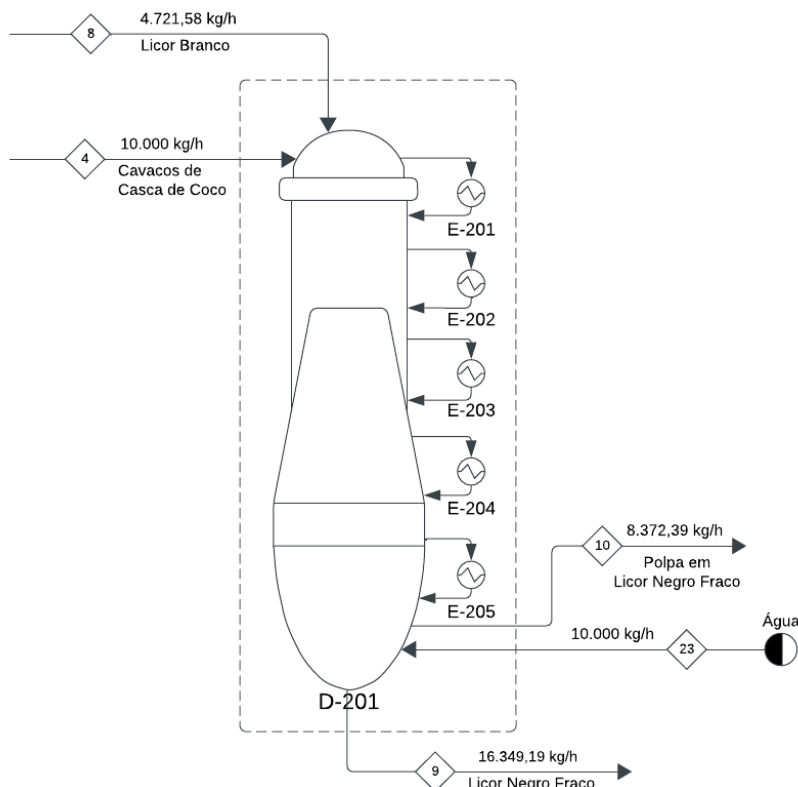 4.721,58 kg/h
8
Licor Branco
10.000 kg/h
4
Cavacos de
Casca de Coco
E-201
E-202
E-203
E-204
8.372,39 kg/h
10
Polpa em
Licor Negro Fraco
E-205
Água
10.000 kg/h
23
D-201
16.349,19 kg/h
9
Licor Negro Fraco